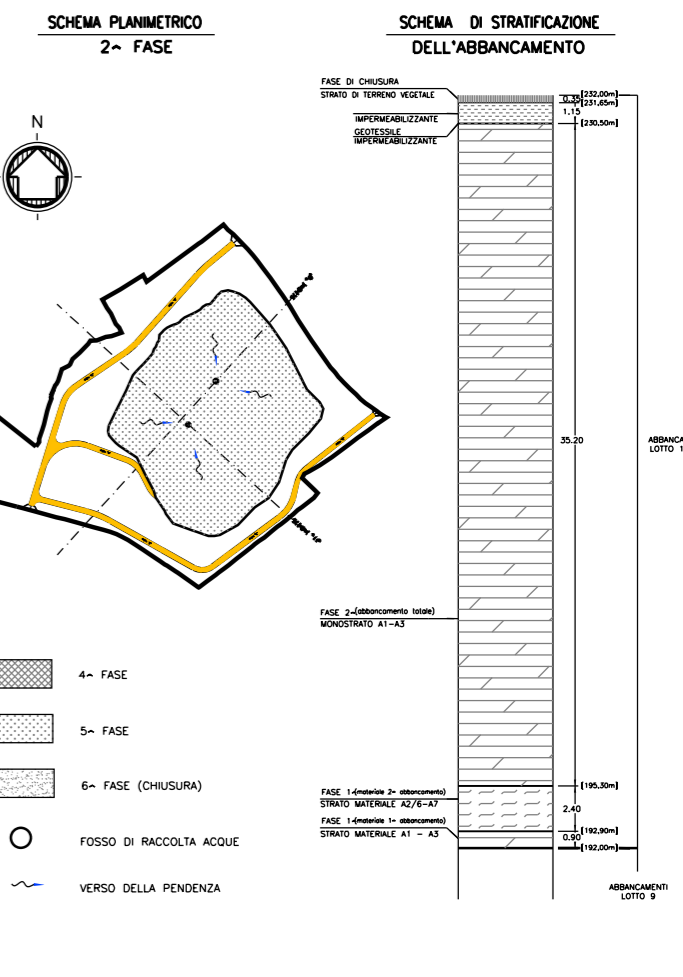 SCHEMA PLANIMETRICO
2~ FASE
SCHEMA DI STRATIFICAZIONE
DELL'ABBANCAMENTO
N
FASE DI CHIUSURA
STRATO DI TERRENO VEGETALE
IMPERMEABILIZZANTE
GEOTESSILE
IMPERMEABILIZZANTE
0.35
[232,00m]
[231,65m]
1.15
[230,50m]
35.20
ABBANCA
LOTTO 1
FASE 2~(abbancamento totale)
MONOSTRATO A1-A3
FASE 1~(materiale 2~ abbancamento)
STRATO MATERIALE A2/6-A7
FASE 1~(materiale 1~ abbancamento)
STRATO MATERIALE A1 - A3
[195,30m]
2.40
[192,90m]
0.90
[192,00m]
ABBANCAMENTI
LOTTO 9
4~ FASE
5~ FASE
6~ FASE (CHIUSURA)
FOSSO DI RACCOLTA ACQUE
VERSO DELLA PENDENZA